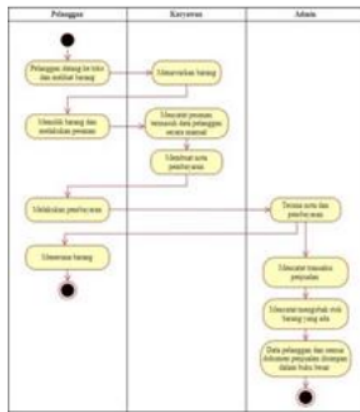 Pelanggan
Karyawan
Admin
Pelanggan datang ke toko
dan melihat barang
Menawarkan barang
Memilih barang dan
melakukan pesanan
Mencatat pesanan
termasuk data pelanggan
secara manual
Membuat nota
pembayaran
Melakukan pembayaran
Terima nota dan
pembayaran
Menerima barang
Mencatat transaksi
penjualan
Mencatat mengubah stok
barang yang ada
Data pelanggan dan semua
dokumen penjualan disimpan
dalam buku besar